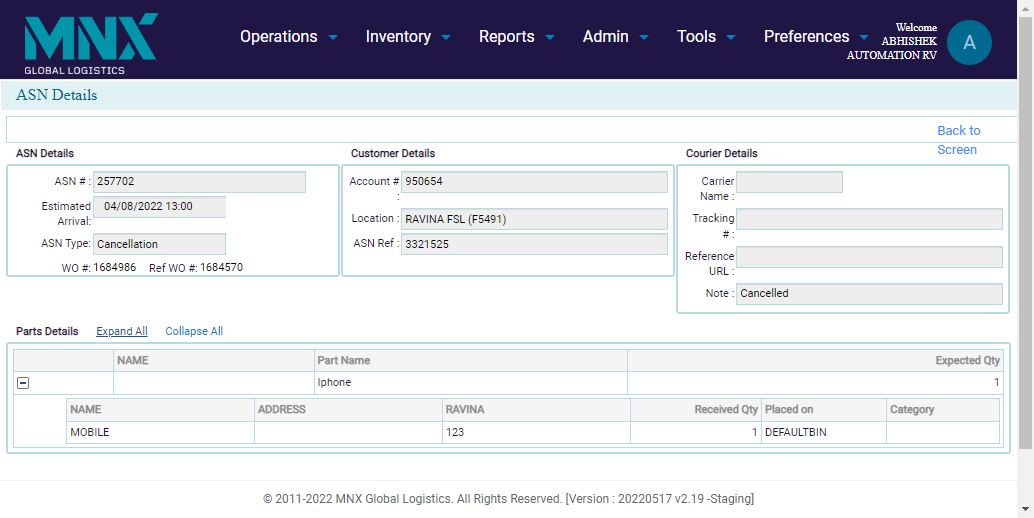 MNX
GLOBAL LOGISTICS
Operations Inventory Reports Admin Tools Preferences
Welcome
ABHISHEK
AUTOMATION RV
A
ASN Details
Back to
Screen
ASN Details
ASN # : 257702
Estimated
Arrival: 04/08/2022 13:00
ASN Type: Cancellation
WO #: 1684986 Ref WO #: 1684570
Customer Details
Account #
: 950654
Location : RAVINA FSL (F5491)
ASN Ref : 3321525
Courier Details
Carrier
Name :
Tracking
# :
Reference
URL :
Note : Cancelled
Parts Details Expand All Collapse All
NAME Part Name Expected Qty
Iphone 1
NAME ADDRESS RAVINA Received Qty Placed on Category
MOBILE 123 1 DEFAULTBIN
© 2011-2022 MNX Global Logistics. All Rights Reserved. [Version : 20220517 v2.19 -Staging]